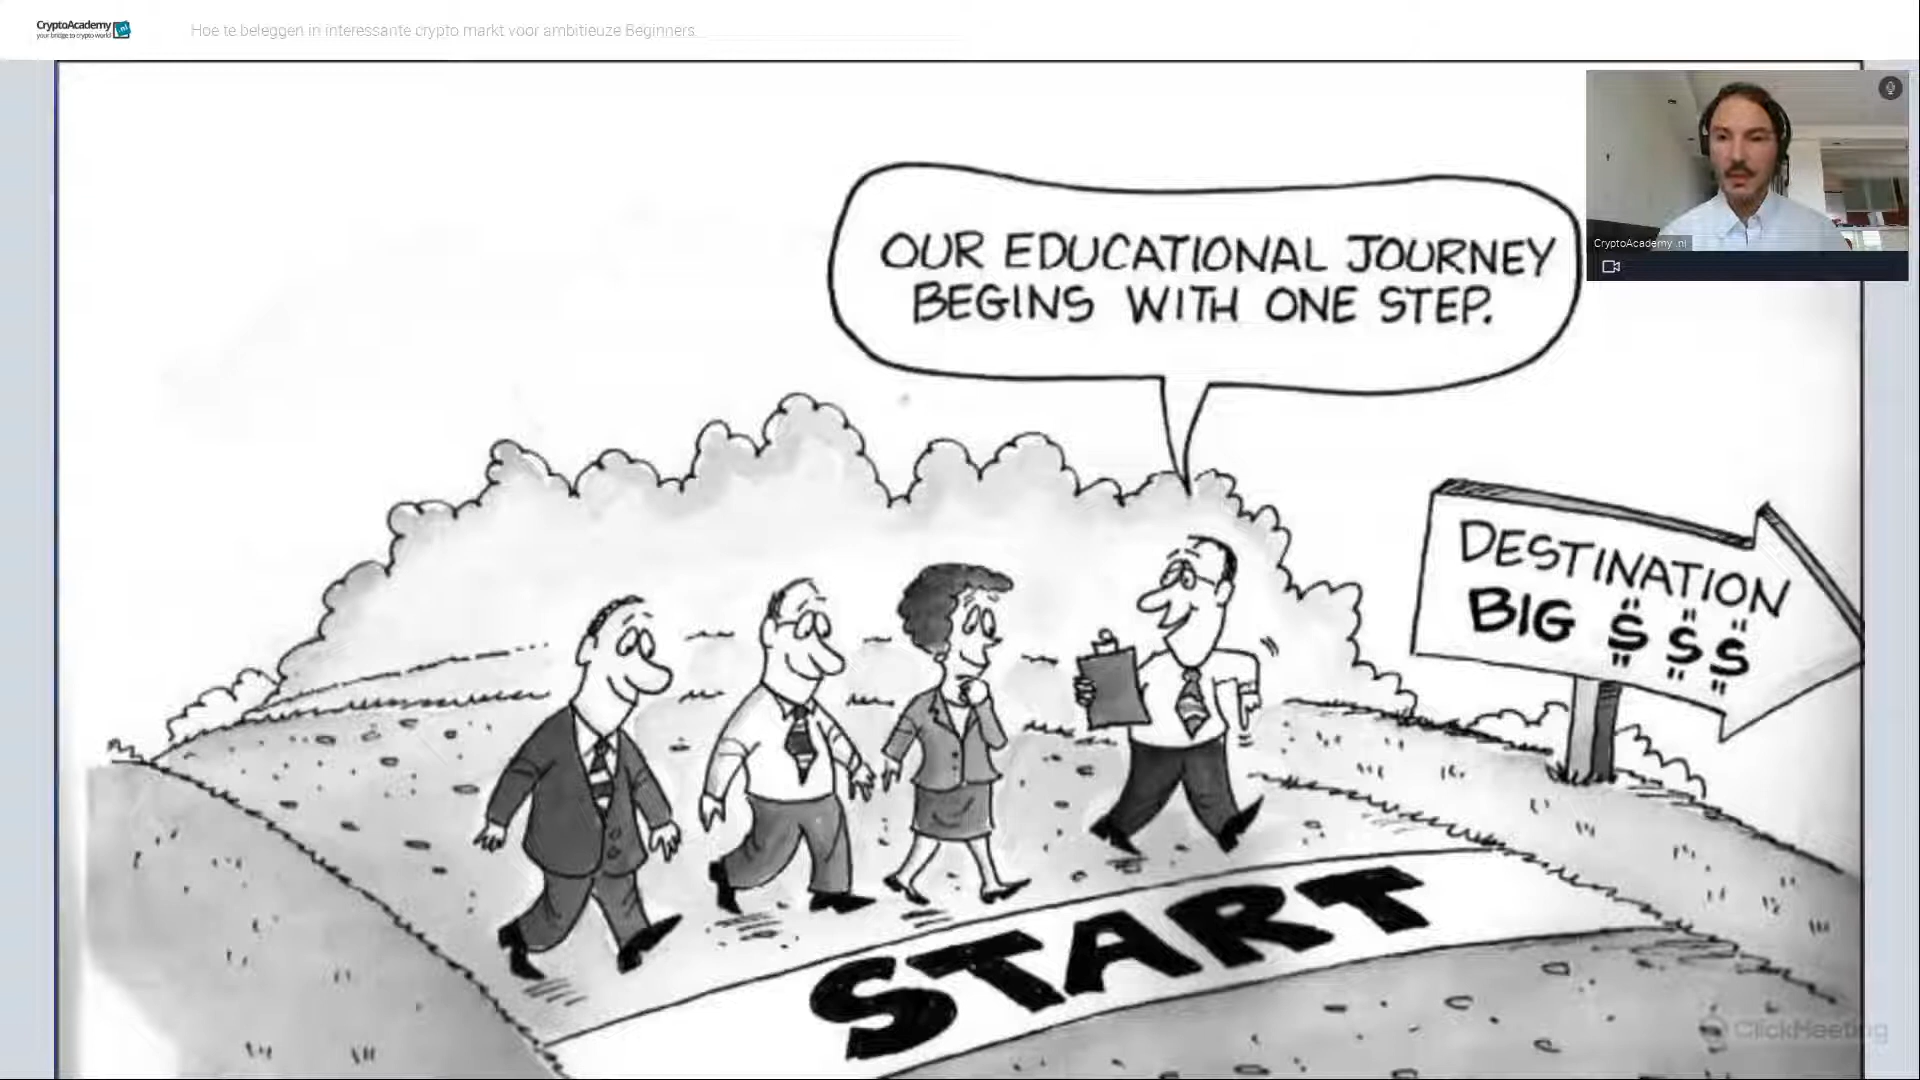 CryptoAcademy .nl
your bridge to crypto world
Hoe te beleggen in interessante crypto markt voor ambitieuze Beginners
CryptoAcademy .nl
OUR EDUCATIONAL JOURNEY
BEGINS WITH ONE STEP.
DESTINATION
BIG $ $ $
START
ClickMeeting